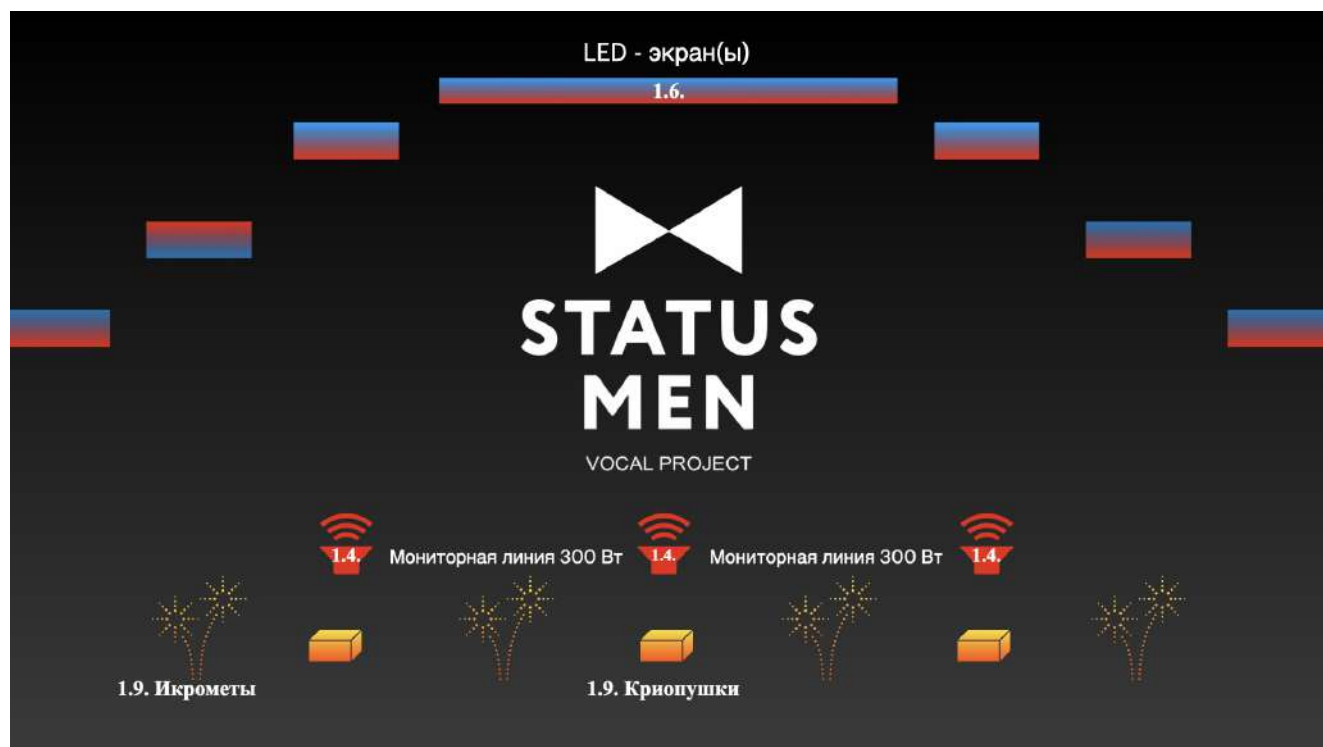 LED - экран(ы)
1.6.
STATUS
MEN
VOCAL PROJECT
1.4. Мониторная линия 300 Вт 1.4. Мониторная линия 300 Вт 1.4.
1.9. Икрометы
1.9. Криопушки